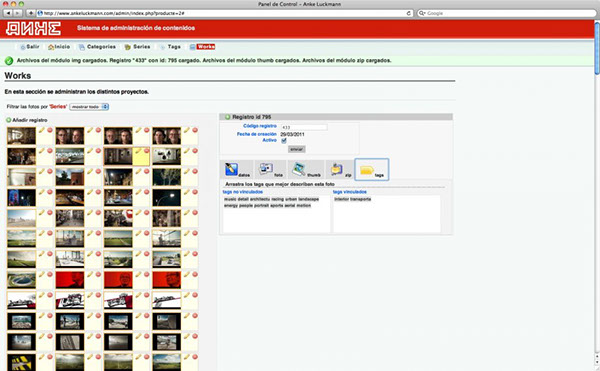 Panel de Control – Anke Luckmann
http://www.ankeluckmann.com/admin/index.php?producte=2#
Google
ANKE
Sistema de administración de contenidos
Salir
Inicio
Categories
Series
Tags
Works
Archivos del módulo img cargados. Registro "433" con id: 795 cargado. Archivos del módulo thumb cargados. Archivos del módulo zip cargados.
Works
En esta sección se administran los distintos proyectos.
Filtrar las fotos por 'Series' mostrar todo
Añadir registro
Registro id 795
Código registro 433
Fecha de creación 29/03/2011
Activo
enviar
datos
foto
thumb
zip
tags
Arrastra los tags que mejor describen esta foto
tags no vinculados
music detail architectu racing urban landscape
energy people portrait sports aerial motion
tags vinculados
interior transporta